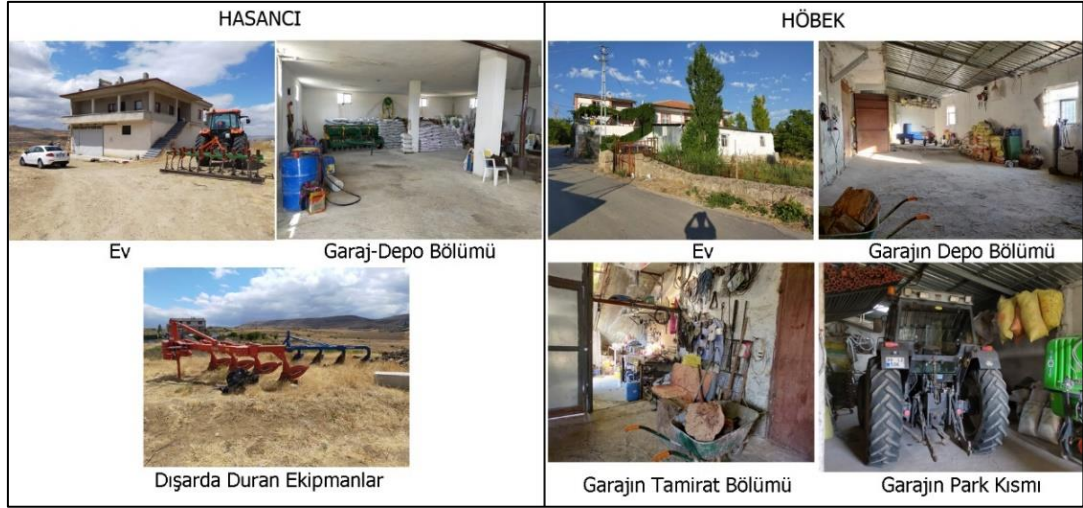 HASANCI
Ev
Garaj-Depo Bölümü
Dışarda Duran Ekipmanlar
HÖBEK
Ev
Garajın Depo Bölümü
Garajın Tamirat Bölümü
Garajın Park Kısmı